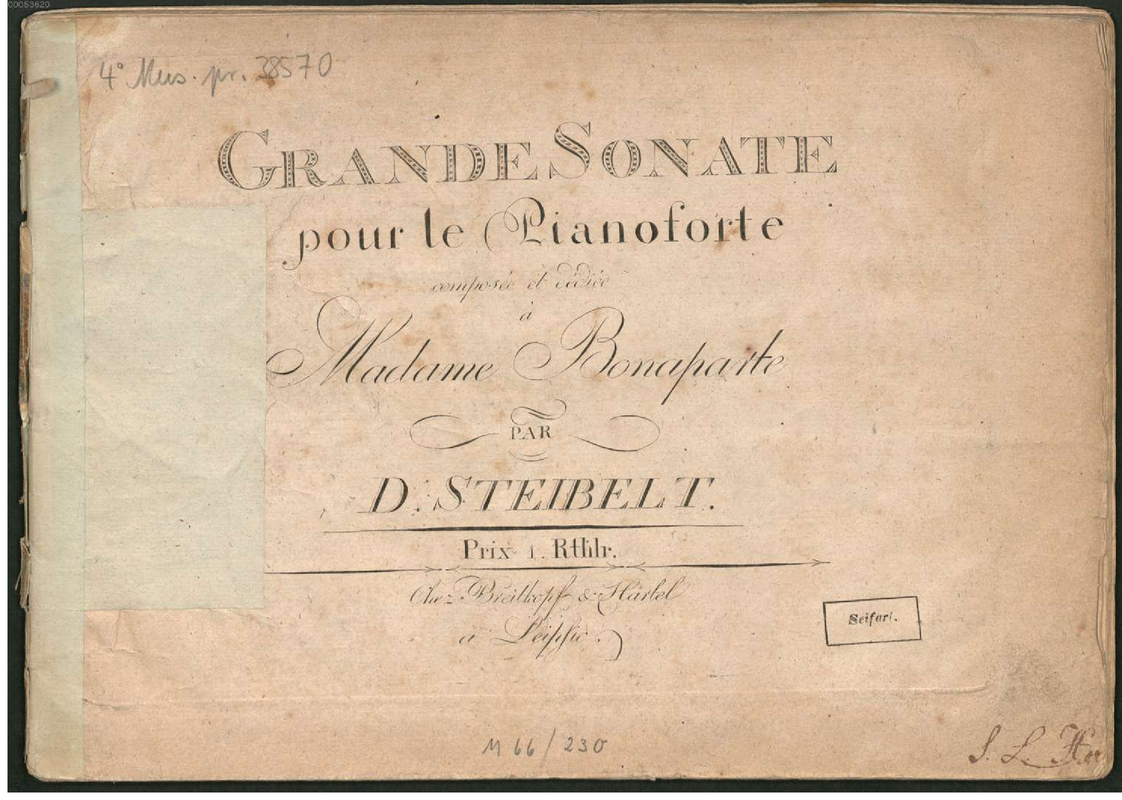 00053620
4° Mus. pr. 38570
GRANDE SONATE
pour le Pianoforte
composée et dédiée
à
Madame Bonaparte
PAR
D. STEIBELT.
Prix 1. Rthlr.
Chez Breitkopf & Härtel
à Leipsic.
Seifert.
M 66/230
S. L.